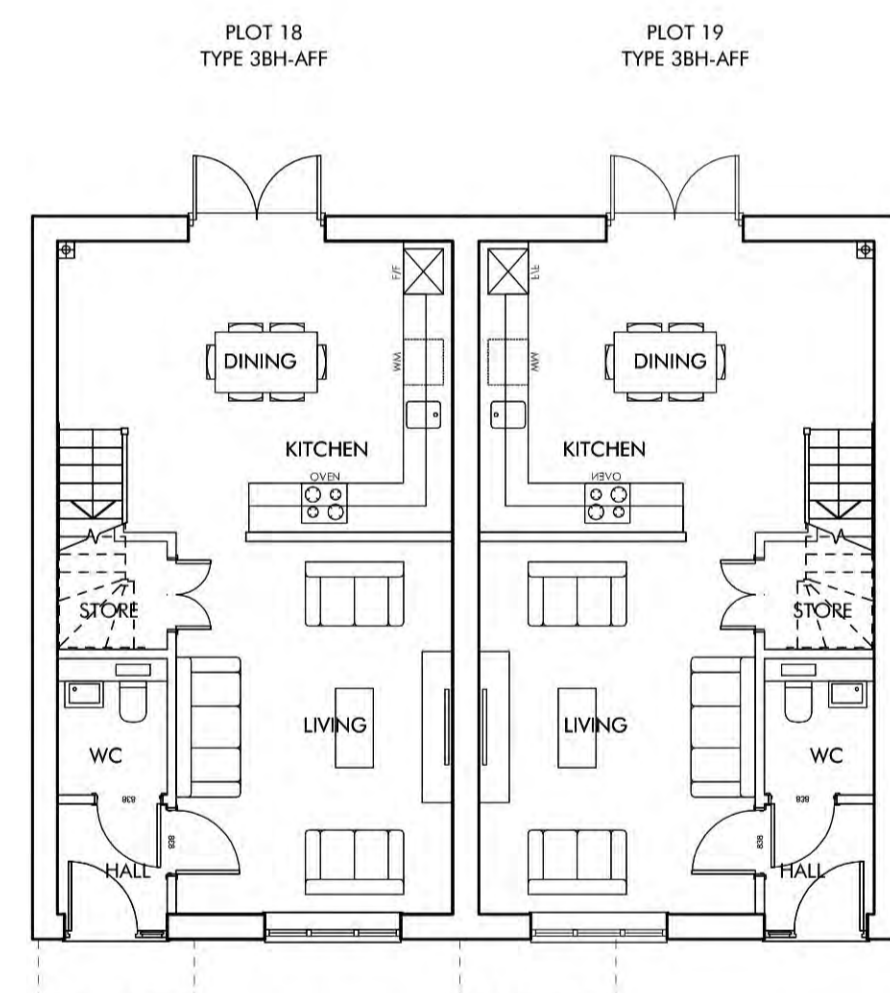 PLOT 18
TYPE 3BH-AFF
PLOT 19
TYPE 3BH-AFF
F/F
F/F
DINING
WM
WM
DINING
KITCHEN
KITCHEN
OVEN
OVEN
STORE
STORE
LIVING
LIVING
WC
WC
838
838
838
838
HALL
HALL